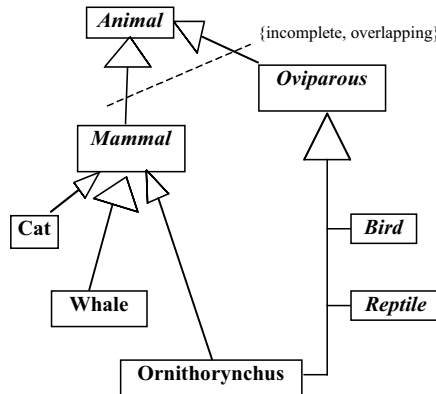 Animal
{incomplete, overlapping}
Oviparous
Mammal
Cat
Bird
Whale
Reptile
Ornithorynchus